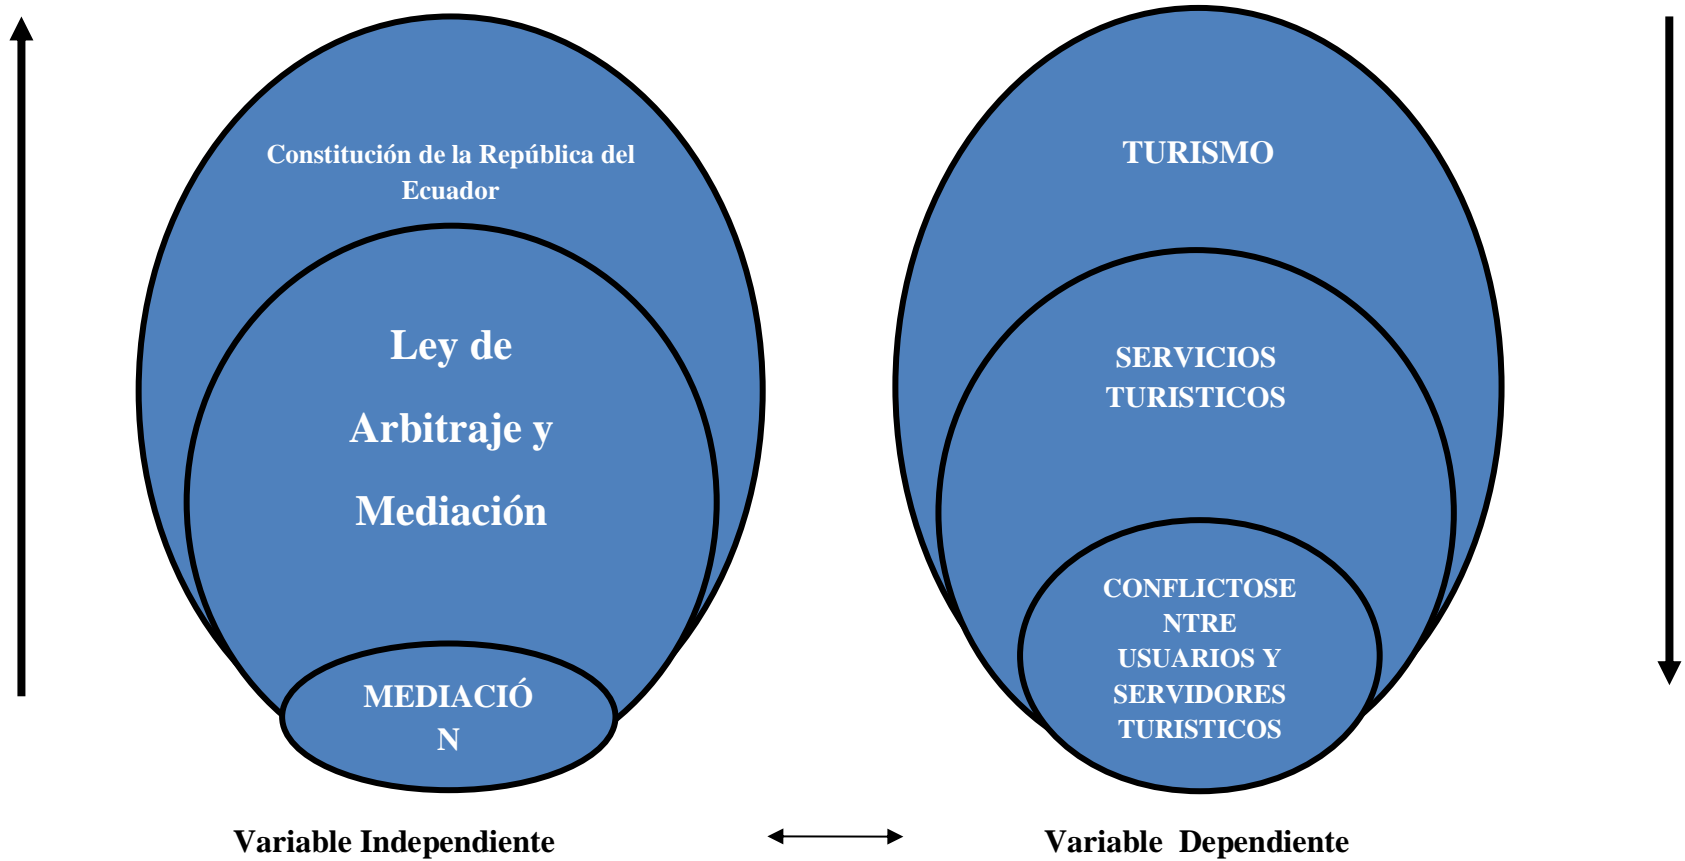 Constitución de la República del
Ecuador
Ley de
Arbitraje y
Mediación
MEDIACIÓ
N
TURISMO
SERVICIOS
TURISTICOS
CONFLICTOSE
NTRE
USUARIOS Y
SERVIDORES
TURISTICOS
Variable Independiente
Variable  Dependiente